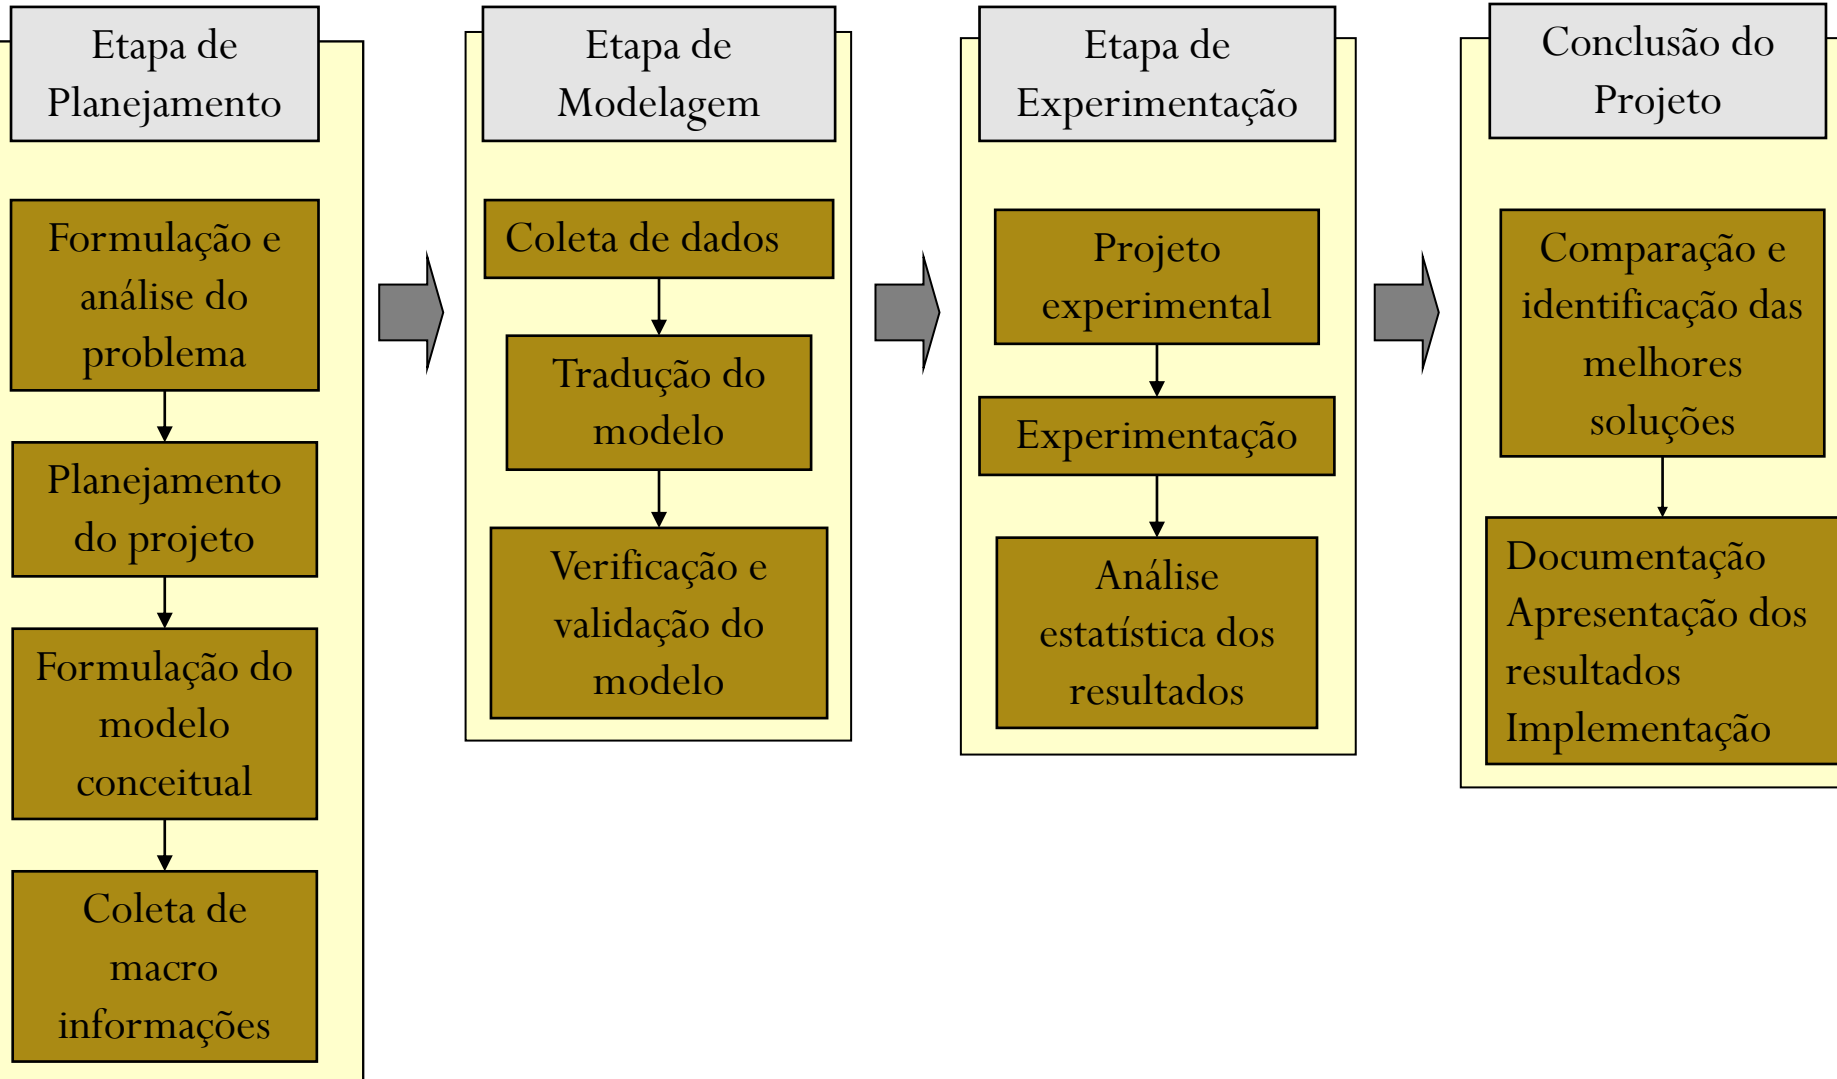 Etapa de
Planejamento
Formulação e
análise do
problema
Planejamento
do projeto
Formulação do
modelo
conceitual
Coleta de
macro
informações
Etapa de
Modelagem
Coleta de dados
Tradução do
modelo
Verificação e
validação do
modelo
Etapa de
Experimentação
Projeto
experimental
Experimentação
Análise
estatística dos
resultados
Conclusão do
Projeto
Comparação e
identificação das
melhores
soluções
Documentação
Apresentação dos
resultados
Implementação